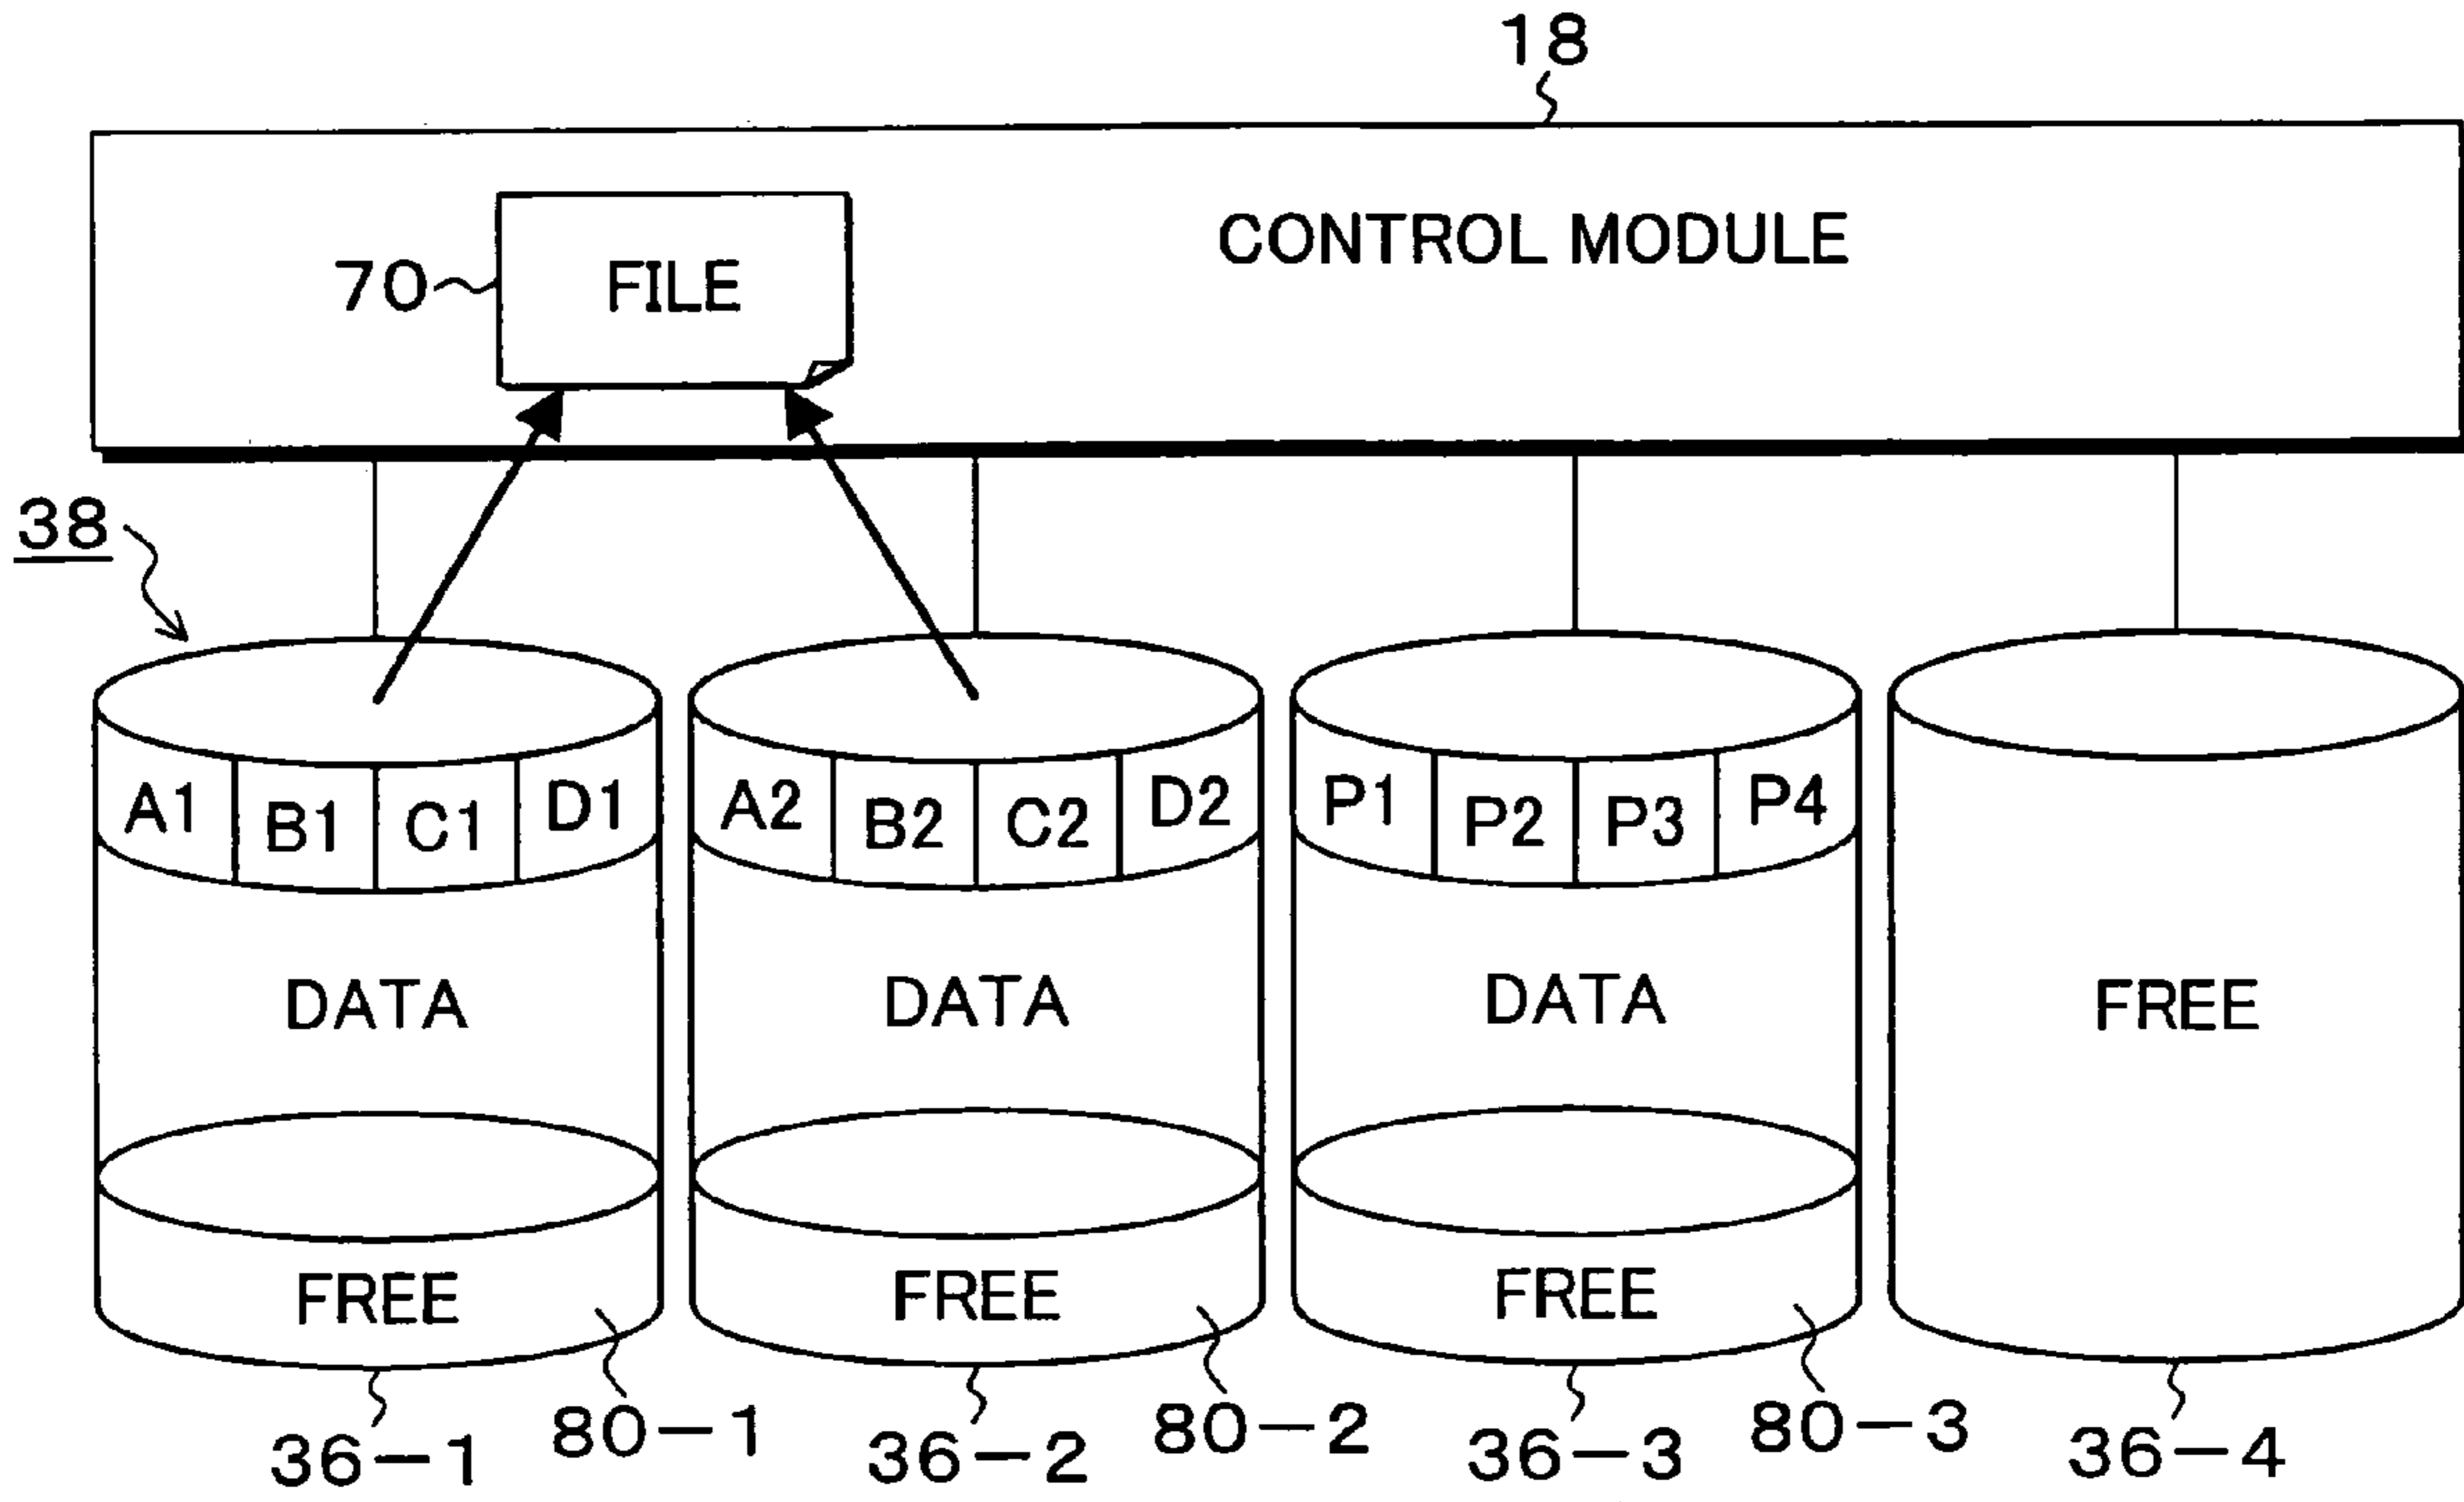 18
CONTROL MODULE
70 FILE
38
A1 B1 C1 D1 A2 B2 C2 D2 P1 P2 P3 P4
DATA DATA DATA FREE
FREE FREE FREE
36-1 80-1 36-2 80-2 36-3 80-3 36-4